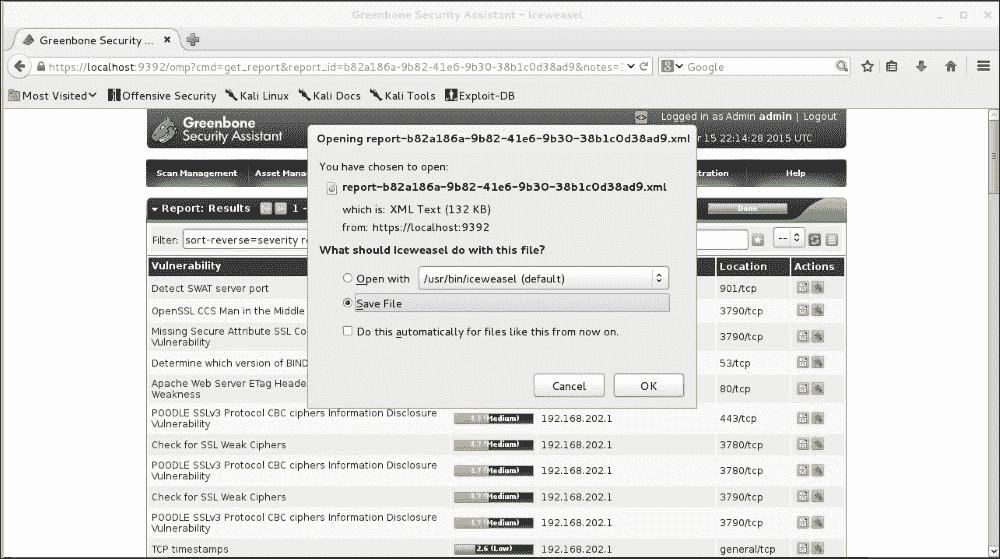 Greenbone Security Assistant - Iceweasel
Greenbone Security ...
https://localhost:9392/omp?cmd=get_report&report_id=b82a186a-9b82-41e6-9b30-38b1c0d38ad9&notes=
Google
Most Visited
Offensive Security
Kali Linux
Kali Docs
Kali Tools
Exploit-DB
Greenbone
Security Assistant
Logged in as Admin admin | Logout
r 15 22:14:28 2015 UTC
Scan Management
Asset Mana
tration
Help
Report: Results
1 -
Done
Filter:
sort-reverse=severity re
--
Vulnerability
Location
Actions
Opening report-b82a186a-9b82-41e6-9b30-38b1c0d38ad9.xml
You have chosen to open:
report-b82a186a-9b82-41e6-9b30-38b1c0d38ad9.xml
which is: XML Text (132 KB)
from: https://localhost:9392
What should iceweasel do with this file?
Open with
/usr/bin/iceweasel (default)
Save File
Do this automatically for files like this from now on.
Cancel
OK
Detect SWAT server port
901/tcp
OpenSSL CCS Man in the Middle
3790/tcp
Missing Secure Attribute SSL Co
Vulnerability
3790/tcp
Determine which version of BIND
53/tcp
Apache Web Server ETag Heade
Weakness
80/tcp
POODLE SSLv3 Protocol CBC ciphers Information Disclosure
Vulnerability
4.3 (Medium)
192.168.202.1
443/tcp
Check for SSL Weak Ciphers
4.3 (Medium)
192.168.202.1
3780/tcp
POODLE SSLv3 Protocol CBC ciphers Information Disclosure
Vulnerability
4.3 (Medium)
192.168.202.1
3780/tcp
Check for SSL Weak Ciphers
4.3 (Medium)
192.168.202.1
3790/tcp
POODLE SSLv3 Protocol CBC ciphers Information Disclosure
Vulnerability
4.3 (Medium)
192.168.202.1
3790/tcp
TCP timestamps
2.6 (Low)
192.168.202.1
general/tcp